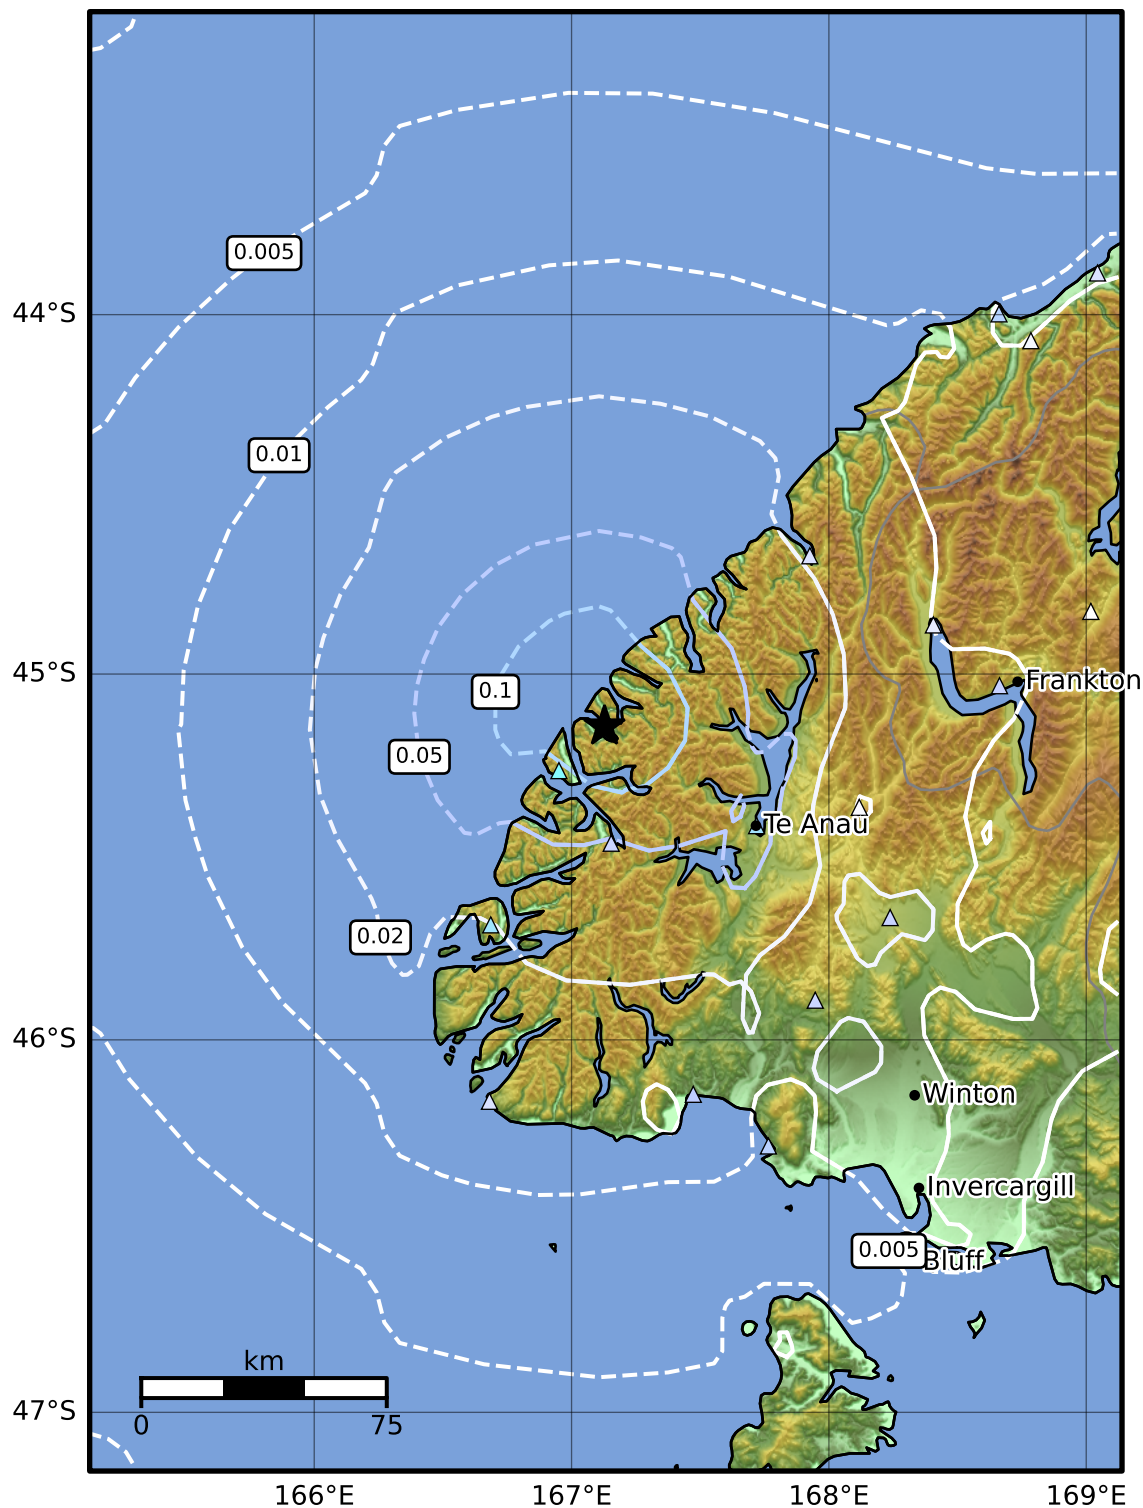 0.005
44°S
0.01
45°S
0.1
Frankton
0.05
Te Anau
0.02
46°S
Winton
Invercargill
0.005
Bluff
km
0 75
47°S
166°E 167°E 168°E 169°E